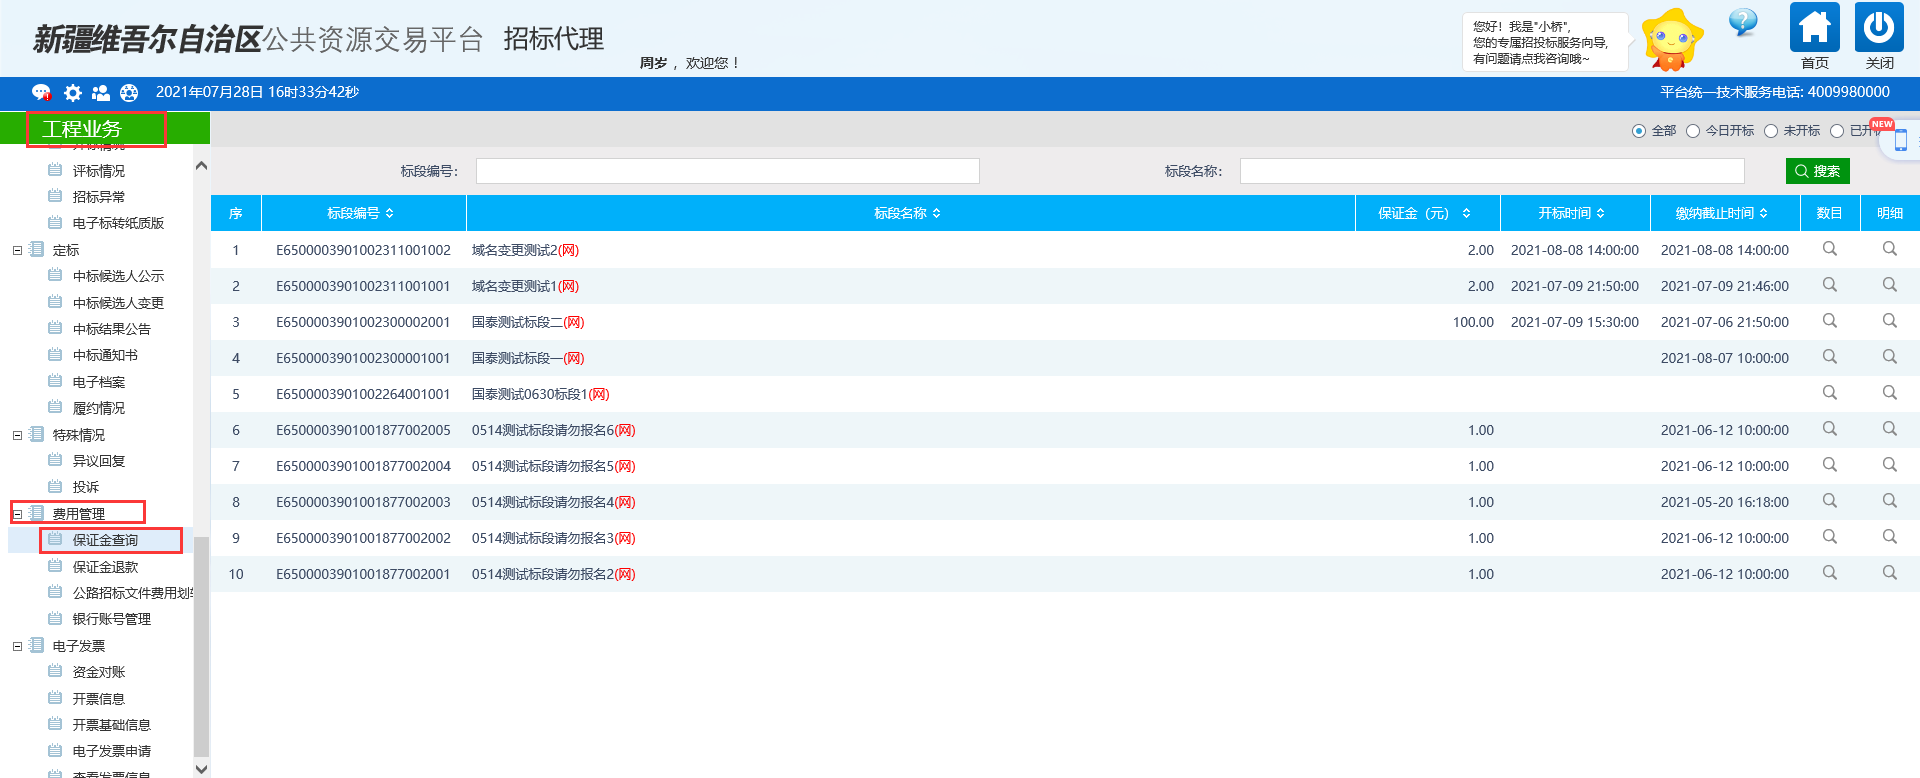 新疆维吾尔自治区公共资源交易平台 招标代理
周岁，欢迎您！
您好！我是"小桥",
您的专属招投标服务向导,
有问题请点我咨询哦~
首页
关闭
2021年07月28日 16时33分42秒
平台统一技术服务电话: 4009980000
工程业务
开标情况
评标情况
招标异常
电子标转纸质版
定标
中标候选人公示
中标候选人变更
中标结果公告
中标通知书
电子档案
履约情况
特殊情况
异议回复
投诉
费用管理
保证金查询
保证金退款
公路招标文件费用划
银行账号管理
电子发票
资金对账
开票信息
开票基础信息
电子发票申请
查看发票信息
全部 今日开标 未开标 已开
NEW
标段编号：
标段名称：
搜索
序 标段编号 标段名称 保证金（元） 开标时间 缴纳截止时间 数目 明细
1 E6500003901002311001002 域名变更测试2(网) 2.00 2021-08-08 14:00:00 2021-08-08 14:00:00
2 E6500003901002311001001 域名变更测试1(网) 2.00 2021-07-09 21:50:00 2021-07-09 21:46:00
3 E6500003901002300002001 国泰测试标段二(网) 100.00 2021-07-09 15:30:00 2021-07-06 21:50:00
4 E6500003901002300001001 国泰测试标段一(网) 2021-08-07 10:00:00
5 E6500003901002264001001 国泰测试0630标段1(网)
6 E6500003901001877002005 0514测试标段请勿报名6(网) 1.00 2021-06-12 10:00:00
7 E6500003901001877002004 0514测试标段请勿报名5(网) 1.00 2021-06-12 10:00:00
8 E6500003901001877002003 0514测试标段请勿报名4(网) 1.00 2021-05-20 16:18:00
9 E6500003901001877002002 0514测试标段请勿报名3(网) 1.00 2021-06-12 10:00:00
10 E6500003901001877002001 0514测试标段请勿报名2(网) 1.00 2021-06-12 10:00:00